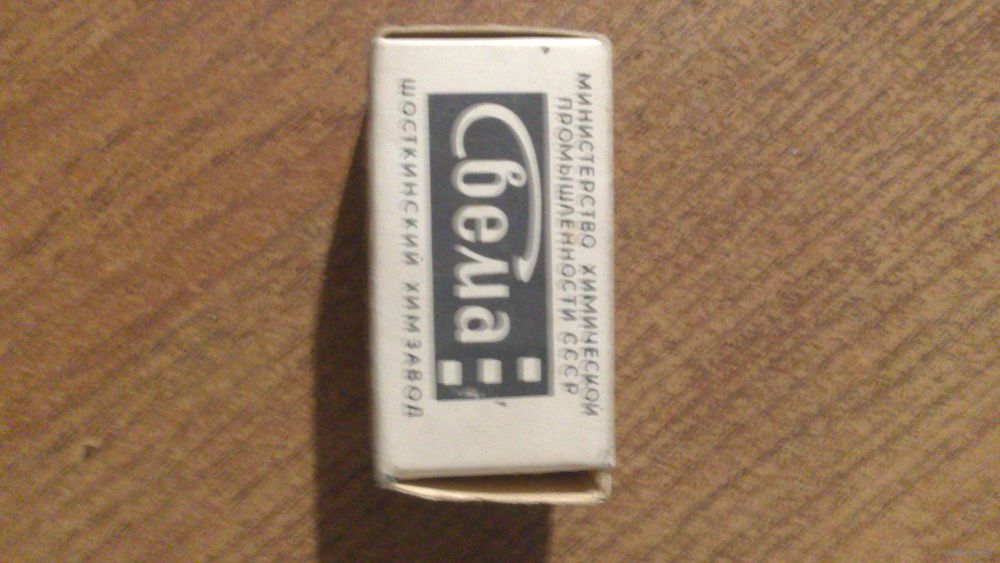 МИНИСТЕРСТВО ХИМИЧЕСКОЙ
ПРОМЫШЛЕННОСТИ СССР
Свема
ШОСТКИНСКИЙ ХИМЗАВОД